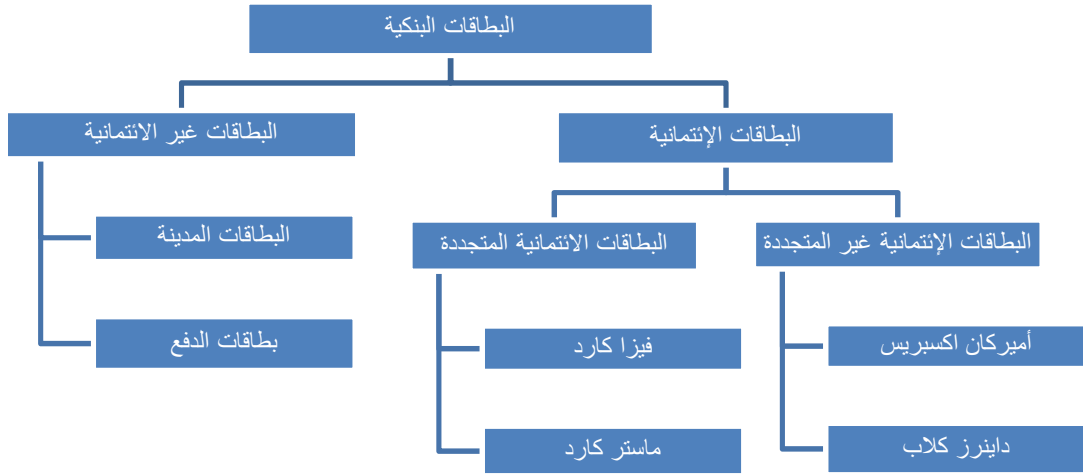 البطاقات البنكية
البطاقات الإئتمانية
البطاقات غير الائتمانية
البطاقات الإئتمانية غير المتجددة
البطاقات الائتمانية المتجددة
البطاقات المدينة
أميركان اكسبريس
فيزا كارد
بطاقات الدفع
داينرز كلاب
ماستر كارد